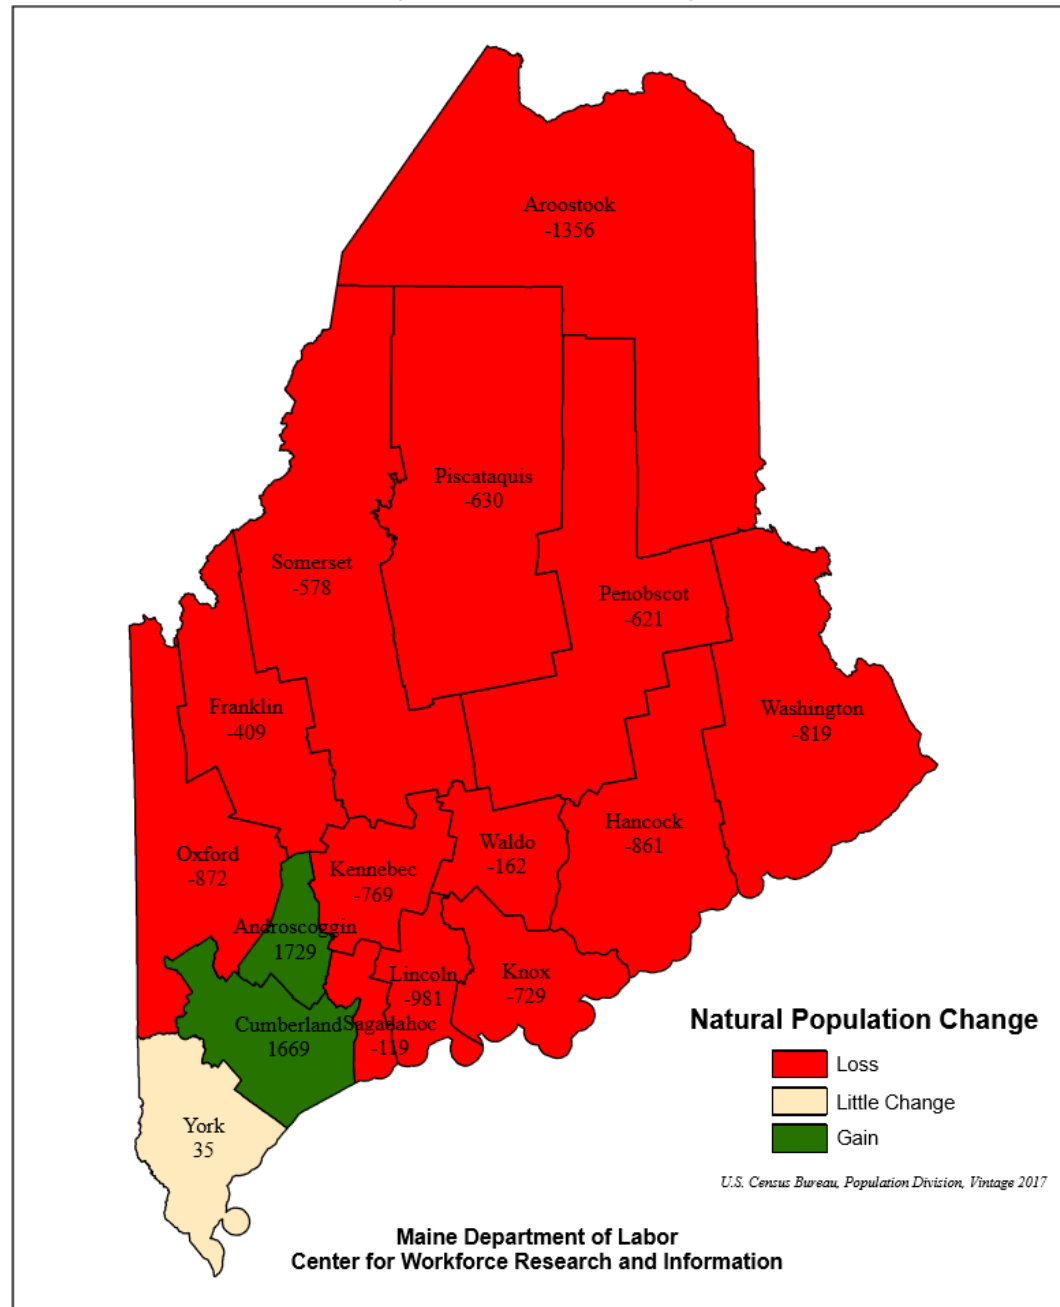 Aroostook
-1356
Piscataquis
-630
Somerset
-578
Penobscot
-621
Franklin
-409
Washington
-819
Hancock
-861
Waldo
-162
Oxford
-872
Kennebec
-769
Androscoggin
1729
Lincoln
-981
Knox
-729
Cumberland
1669
Sagadahoc
-119
York
35
Natural Population Change
Loss
Little Change
Gain
U.S. Census Bureau, Population Division, Vintage 2017
Maine Department of Labor
Center for Workforce Research and Information